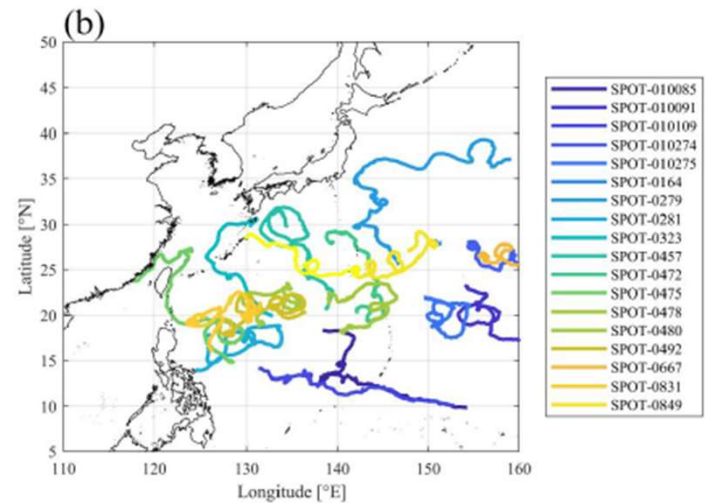 (b)
50
45
40
35
30
25
20
15
10
5
Latitude [°N]
110 120 130 140 150 160
Longitude [°E]
SPOT-010085
SPOT-010091
SPOT-010109
SPOT-010274
SPOT-010275
SPOT-0164
SPOT-0279
SPOT-0281
SPOT-0323
SPOT-0457
SPOT-0472
SPOT-0475
SPOT-0478
SPOT-0480
SPOT-0492
SPOT-0667
SPOT-0831
SPOT-0849